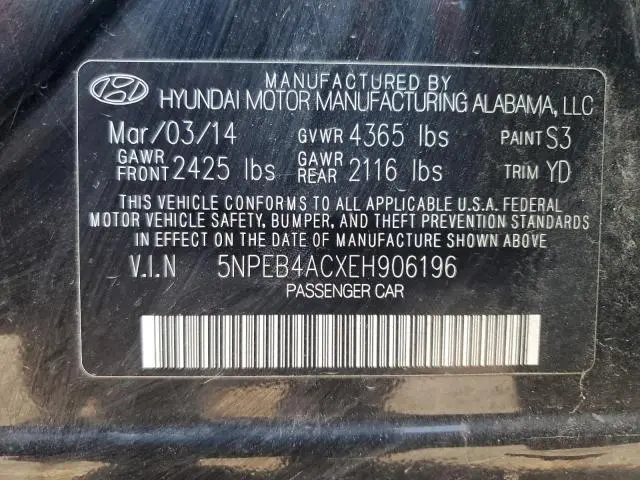 MANUFACTURED BY
HYUNDAI MOTOR MANUFACTURING ALABAMA, LLC
Mar/03/14 GVWR 4365 lbs PAINT S3
GAWR FRONT 2425 lbs GAWR REAR 2116 lbs TRIM YD
THIS VEHICLE CONFORMS TO ALL APPLICABLE U.S.A. FEDERAL
MOTOR VEHICLE SAFETY, BUMPER, AND THEFT PREVENTION STANDARDS
IN EFFECT ON THE DATE OF MANUFACTURE SHOWN ABOVE.
V.I.N 5NPEB4ACXEH906196
PASSENGER CAR